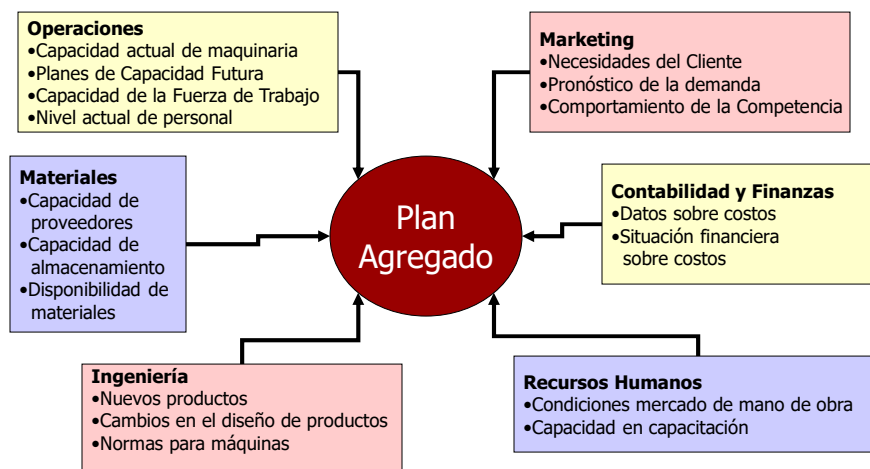 Operaciones
•Capacidad actual de maquinaria
•Planes de Capacidad Futura
•Capacidad de la Fuerza de Trabajo
•Nivel actual de personal
Marketing
•Necesidades del Cliente
•Pronóstico de la demanda
•Comportamiento de la Competencia
Materiales
•Capacidad de
proveedores
•Capacidad de
almacenamiento
•Disponibilidad de
materiales
Plan
Agregado
Contabilidad y Finanzas
•Datos sobre costos
•Situación financiera
sobre costos
Ingeniería
•Nuevos productos
•Cambios en el diseño de productos
•Normas para máquinas
Recursos Humanos
•Condiciones mercado de mano de obra
•Capacidad en capacitación